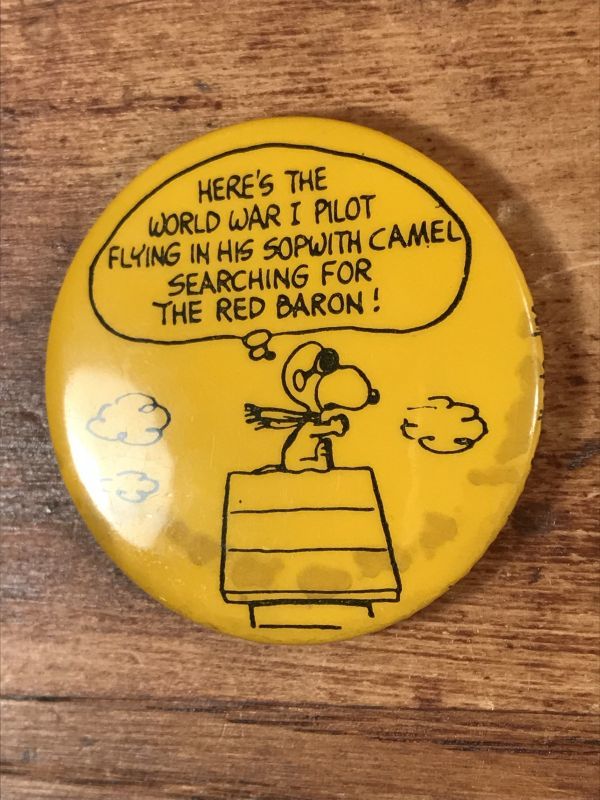 HERE'S THE
WORLD WAR I PILOT
FLYING IN HIS SOPWITH CAMEL
SEARCHING FOR
THE RED BARON!